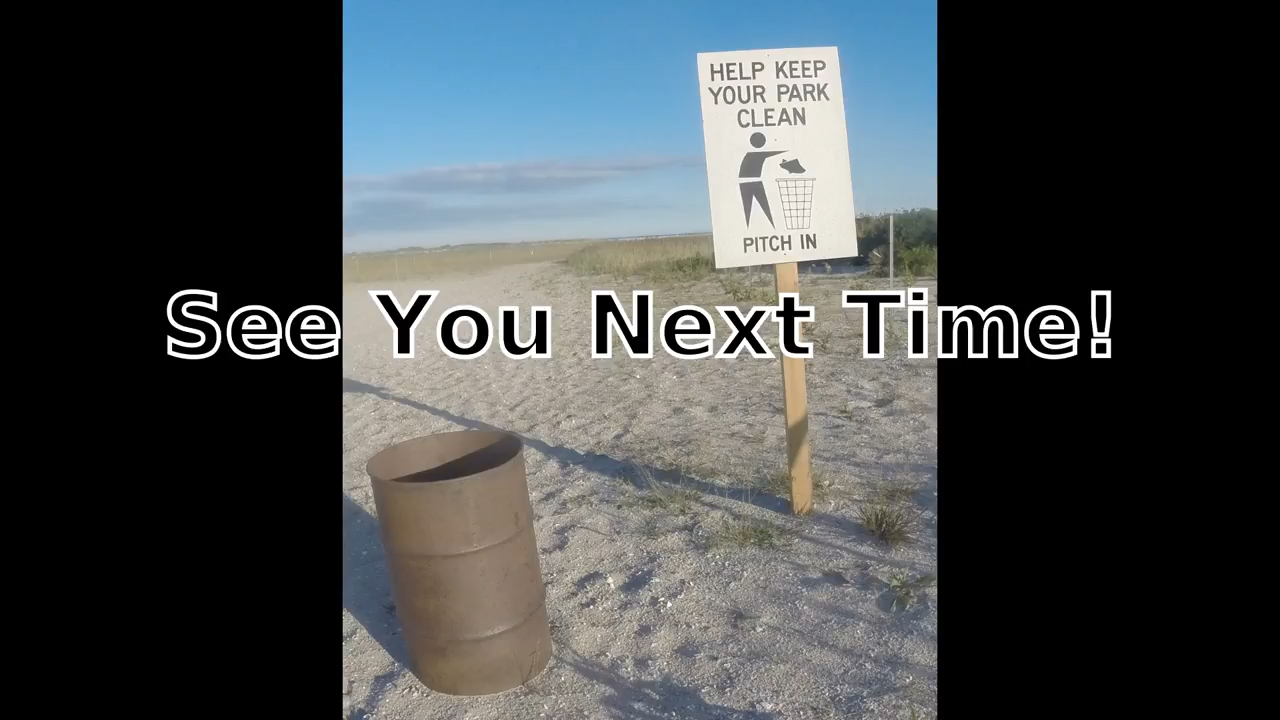 HELP KEEP
YOUR PARK
CLEAN
PITCH IN
See You Next Time!